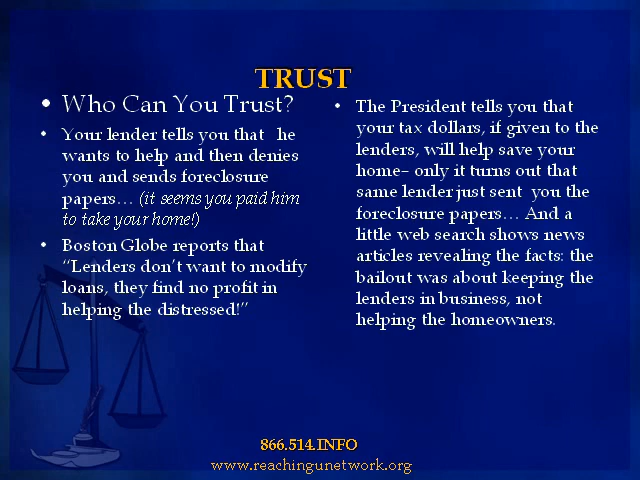 TRUST
• Who Can You Trust?
• Your lender tells you that he
wants to help and then denies
you and sends foreclosure
papers… (it seems you paid him
to take your home!)
• Boston Globe reports that
“Lenders don’t want to modify
loans, they find no profit in
helping the distressed!”
• The President tells you that
your tax dollars, if given to the
lenders, will help save your
home– only it turns out that
same lender just sent you the
foreclosure papers… And a
little web search shows news
articles revealing the facts: the
bailout was about keeping the
lenders in business, not
helping the homeowners.
866.514.INFO
www.reachingunetwork.org